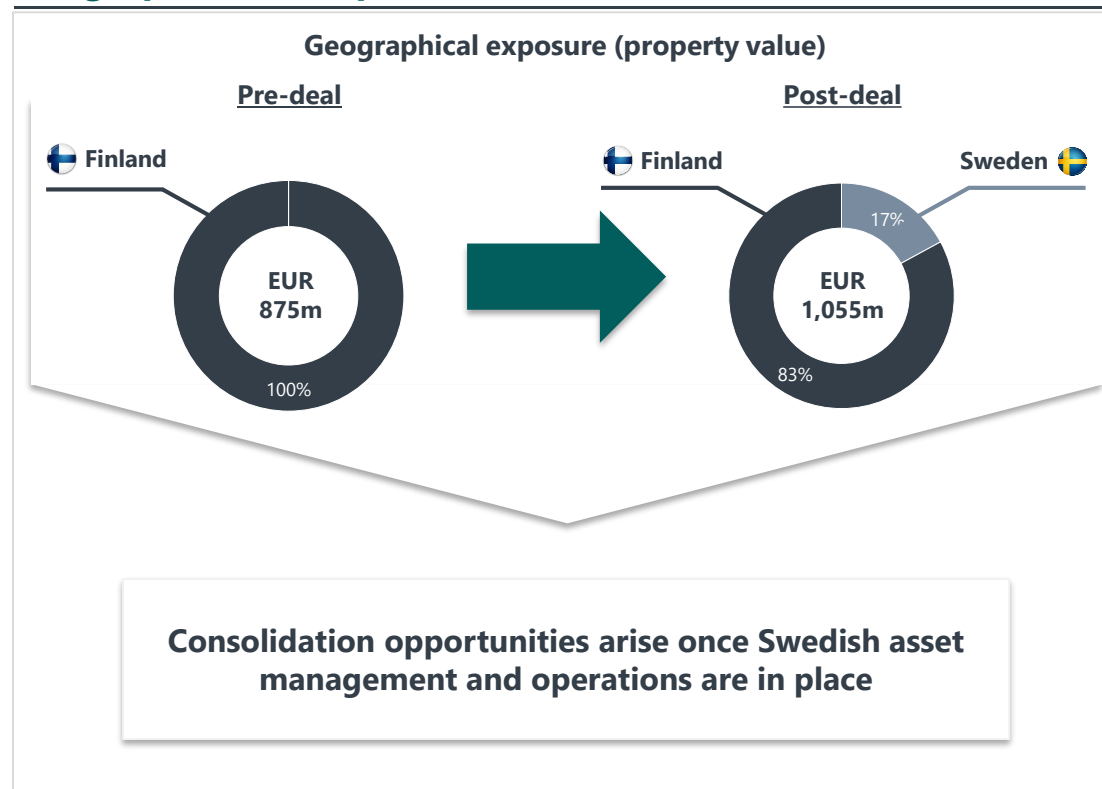 Geographical exposure (property value)
Pre-deal
Post-deal
Finland
Finland
Sweden
17%
EUR
875m
EUR
1,055m
83%
100%
Consolidation opportunities arise once Swedish asset
management and operations are in place